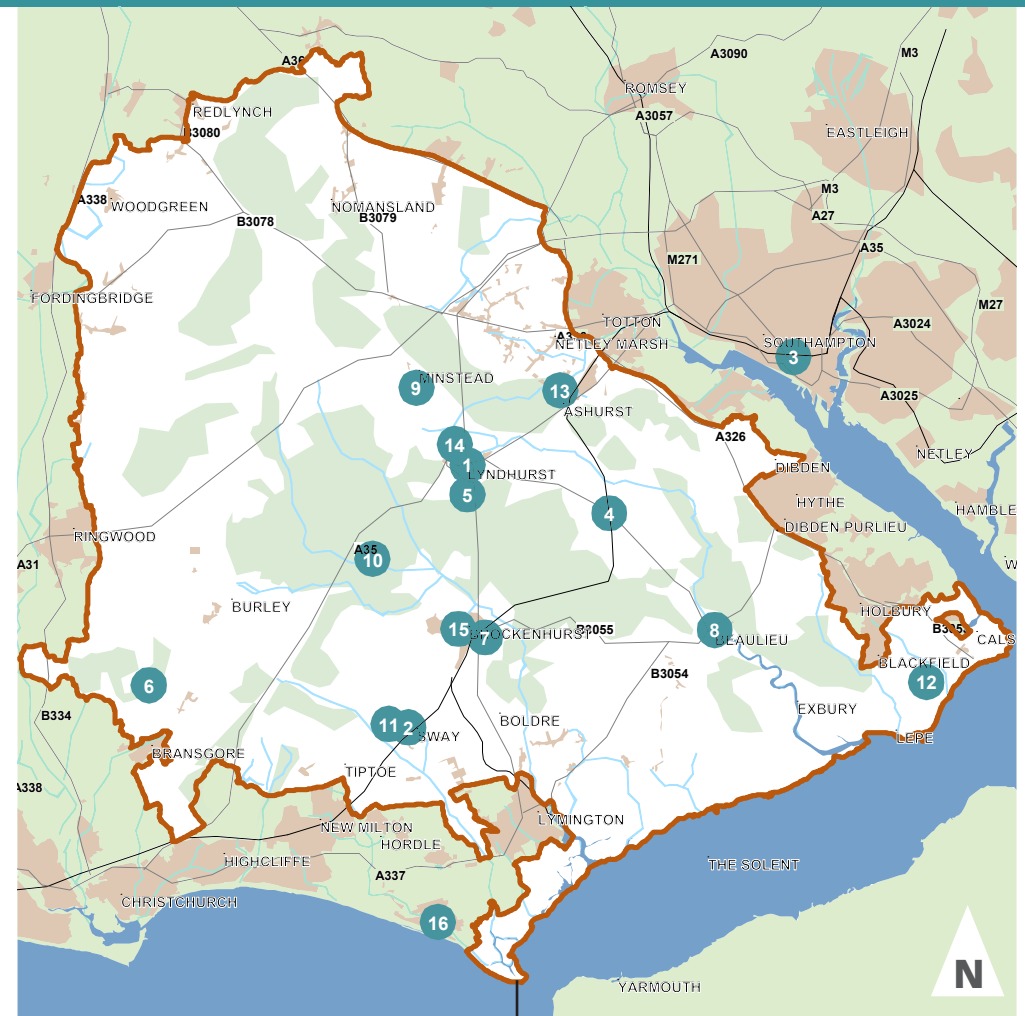 A3090
M3
A36
ROMSEY
REDLYNCH
A3057
B3080
EASTLEIGH
M3
A338
WOODGREEN
NOMANSLAND
B3079
B3078
A27
A35
M271
FORDINGBRIDGE
M27
TOTTON
A3024
NETLEY MARSH
SOUTHAMPTON
3
MINSTEAD
9
13
A3025
ASHURST
A326
14
1
LYNDHURST
NETLEY
DIBDEN
5
HYTHE
4
HAMBLE
DIBDEN PURLIEU
RINGWOOD
A35
10
A31
W
BURLEY
HOLBURY
15
7
BROCKENHURST
B3055
8
BEAULIEU
B305
CALS
BLACKFIELD
B3054
12
6
EXBURY
B334
11
2
SWAY
BOLDRE
LEPE
BRANSGORE
TIPTOE
A338
LYMINGTON
NEW MILTON
HORDLE
HIGHCLIFFE
THE SOLENT
A337
CHRISTCHURCH
16
N
YARMOUTH